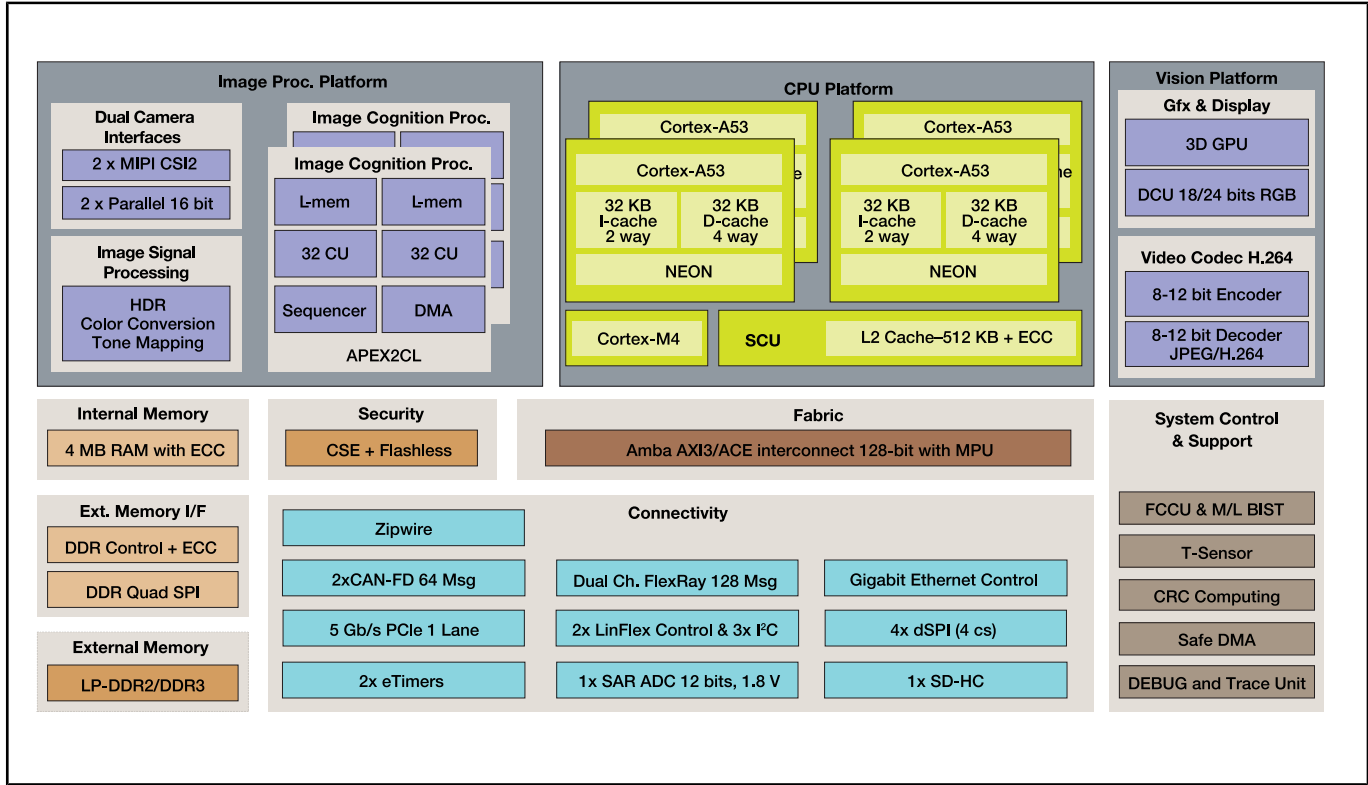 Image Proc. Platform
Dual Camera
Interfaces
2 x MIPI CSI2
2 x Parallel 16 bit
Image Signal
Processing
HDR
Color Conversion
Tone Mapping
Image Cognition Proc.
Image Cognition Proc.
L-mem
L-mem
32 CU
32 CU
Sequencer
DMA
APEX2CL
CPU Platform
Cortex-A53
e
Cortex-A53
32 KB
I-cache
2 way
32 KB
D-cache
4 way
NEON
Cortex-A53
he
Cortex-A53
32 KB
I-cache
2 way
32 KB
D-cache
4 way
NEON
Cortex-M4
SCU
L2 Cache–512 KB + ECC
Vision Platform
Gfx & Display
3D GPU
DCU 18/24 bits RGB
Video Codec H.264
8-12 bit Encoder
8-12 bit Decoder
JPEG/H.264
Internal Memory
4 MB RAM with ECC
Security
CSE + Flashless
Fabric
Amba AXI3/ACE interconnect 128-bit with MPU
Ext. Memory I/F
DDR Control + ECC
DDR Quad SPI
External Memory
LP-DDR2/DDR3
Connectivity
Zipwire
2xCAN-FD 64 Msg
Dual Ch. FlexRay 128 Msg
Gigabit Ethernet Control
5 Gb/s PCIe 1 Lane
2x LinFlex Control & 3x I²C
4x dSPI (4 cs)
2x eTimers
1x SAR ADC 12 bits, 1.8 V
1x SD-HC
System Control
& Support
FCCU & M/L BIST
T-Sensor
CRC Computing
Safe DMA
DEBUG and Trace Unit